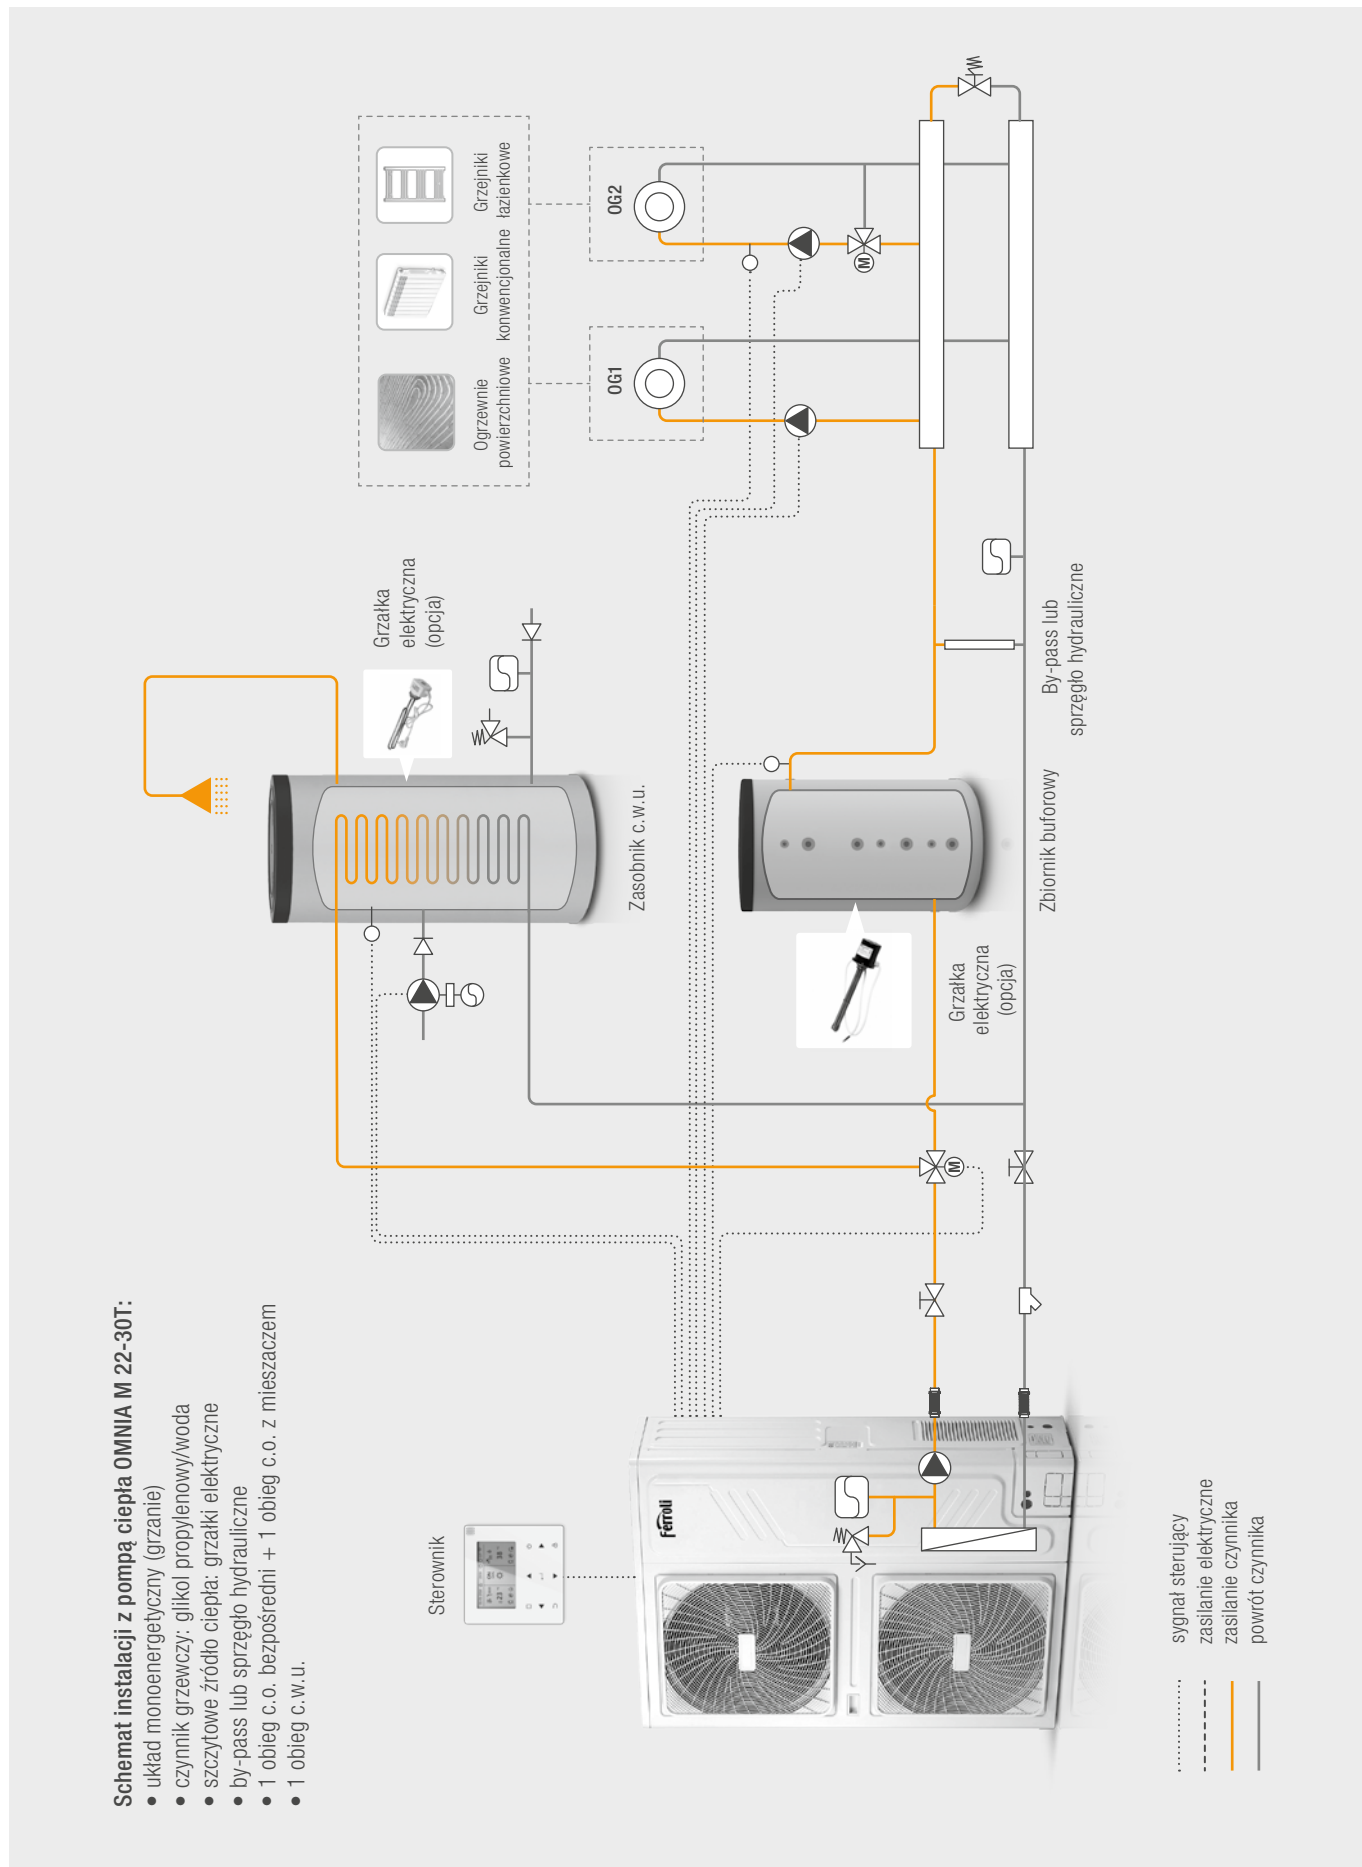 Schemat instalacji z pompą ciepła OMNIA M 22-30T:
• układ monoenergetyczny (grzanie)
• czynnik grzewczy: glikol propylenowy/woda
• szczytowe źródło ciepła: grzałki elektryczne
• by-pass lub sprzęgło hydrauliczne
• 1 obieg c.o. bezpośredni + 1 obieg c.o. z mieszaczem
• 1 obieg c.w.u.
Sterownik
Ferroli
Grzałka
elektryczna
(opcja)
Zasobnik c.w.u.
Ogrzewnie
powierzchniowe
Grzejniki
konwencjonalne
Grzejniki
łazienkowe
OG1
OG2
M
M
Grzałka
elektryczna
(opcja)
Zbiornik buforowy
By-pass lub
sprzęgło hydrauliczne
sygnał sterujący
zasilanie elektryczne
zasilanie czynnika
powrót czynnika